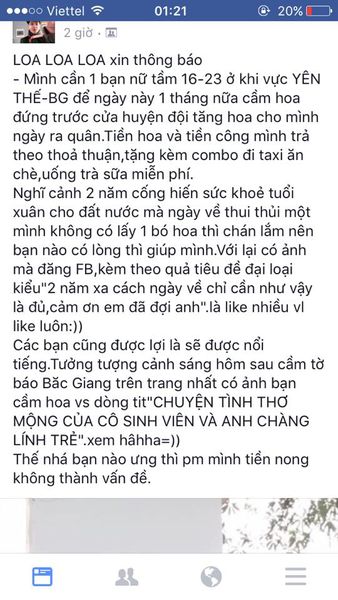 Viettel 01:21 20%
2 giờ ·
LOA LOA LOA xin thông báo
- Mình cần 1 bạn nữ tầm 16-23 ở khi vực YÊN
THẾ-BG để ngày này 1 tháng nữa cầm hoa
đứng trước cửa huyện đội tặng hoa cho mình
ngày ra quân.Tiền hoa và tiền công mình trả
theo thoả thuận,tặng kèm combo đi taxi ăn
chè,uống trà sữa miễn phí.
Nghĩ cảnh 2 năm cống hiến sức khoẻ tuổi
xuân cho đất nước mà ngày về thui thủi một
mình không có lấy 1 bó hoa thì chán lắm nên
bạn nào có lòng thì giúp mình.Với lại có ảnh
mà đăng FB,kèm theo quả tiêu đề đại loại
kiểu"2 năm xa cách ngày về chỉ cần như vậy
là đủ,cảm ơn em đã đợi anh".là like nhiều vl
like luôn:))
Các bạn cũng được lợi là sẽ được nổi
tiếng.Tưởng tượng cảnh sáng hôm sau cầm tờ
báo Băc Giang trên trang nhất có ảnh bạn
cầm hoa vs dòng tit"CHUYỆN TÌNH THƠ
MỘNG CỦA CÔ SINH VIÊN VÀ ANH CHÀNG
LÍNH TRẺ".xem hâhha=))
Thế nhá bạn nào ưng thì pm mình tiền nong
không thành vấn đề.